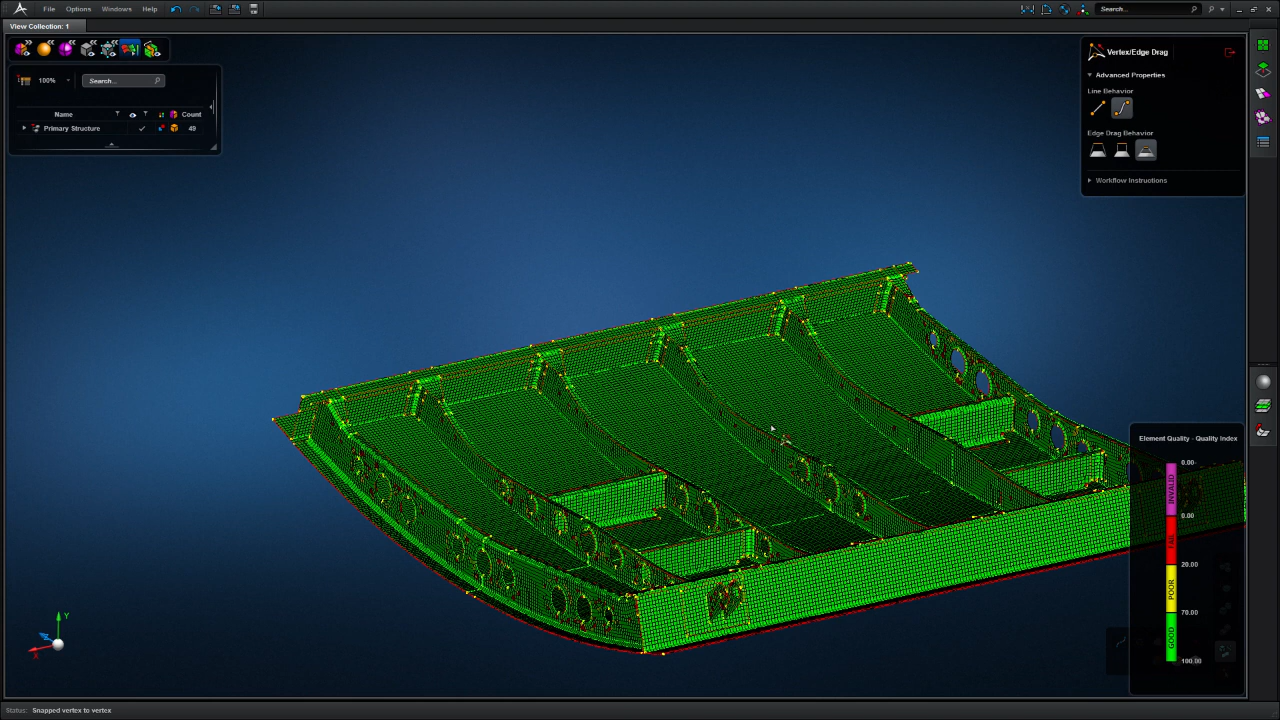 File Options Windows Help Search...
View Collection: 1
100% Search...
Name Count
Primary Structure 49
Vertex/Edge Drag
Advanced Properties
Line Behavior
Edge Drag Behavior
Workflow Instructions
Element Quality - Quality Index
0.00
INVALID
0.00
FAIL
20.00
POOR
70.00
GOOD
100.00
Y
X
Status: Snapped vertex to vertex